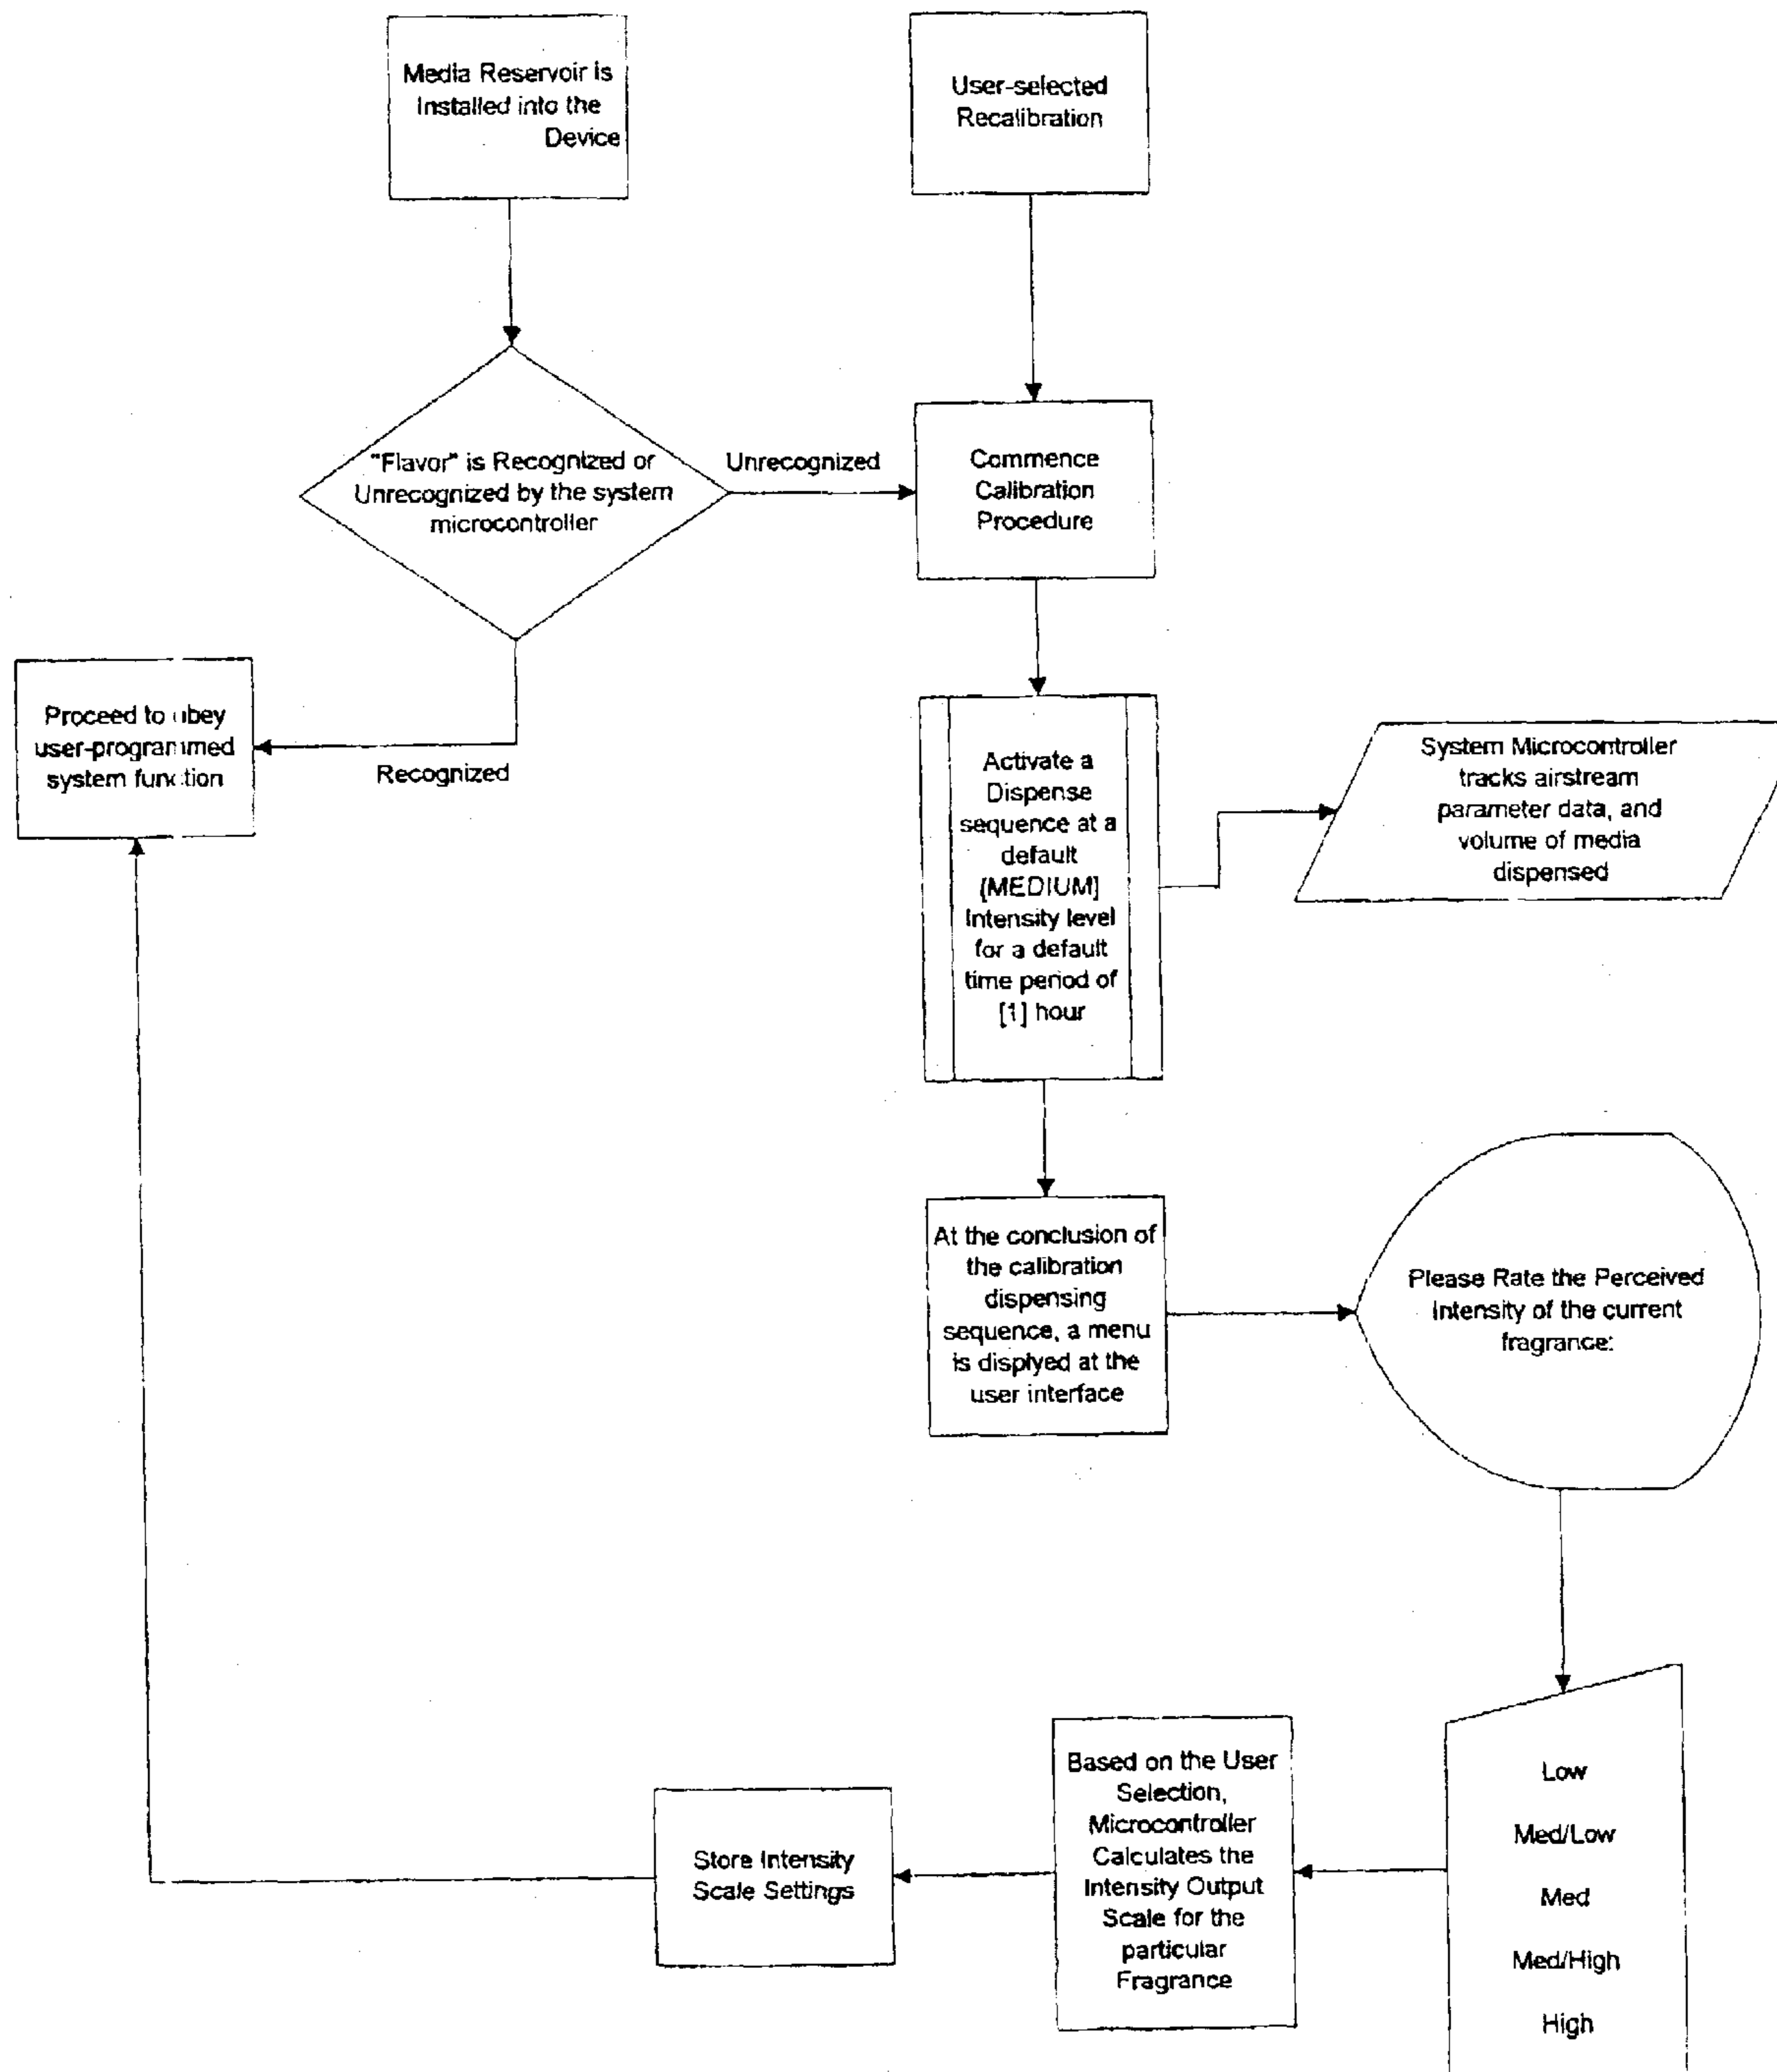 Media Reservoir is
Installed into the
Device
User-selected
Recalibration
"Flavor" is Recognized or
Unrecognized by the system
microcontroller
Unrecognized
Commence
Calibration
Procedure
Recognized
Proceed to obey
user-programmed
system function
Activate a
Dispense
sequence at a
default
[MEDIUM]
Intensity level
for a default
time period of
[1] hour
System Microcontroller
tracks airstream
parameter data, and
volume of media
dispensed
At the conclusion of
the calibration
dispensing
sequence, a menu
is displyed at the
user interface
Please Rate the Perceived
Intensity of the current
fragrance:
Low
Med/Low
Med
Med/High
High
Based on the User
Selection,
Microcontroller
Calculates the
Intensity Output
Scale for the
particular
Fragrance
Store Intensity
Scale Settings